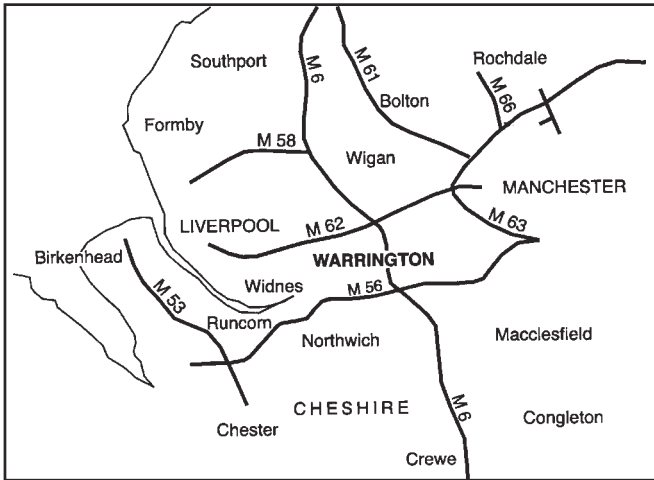 Southport
M 6
M 61
Rochdale
M 66
Bolton
Formby
M 58
Wigan
MANCHESTER
LIVERPOOL
M 62
M 63
Birkenhead
WARRINGTON
Widnes
M 56
M 53
Runcorn
Northwich
Macclesfield
CHESHIRE
M 6
Congleton
Chester
Crewe